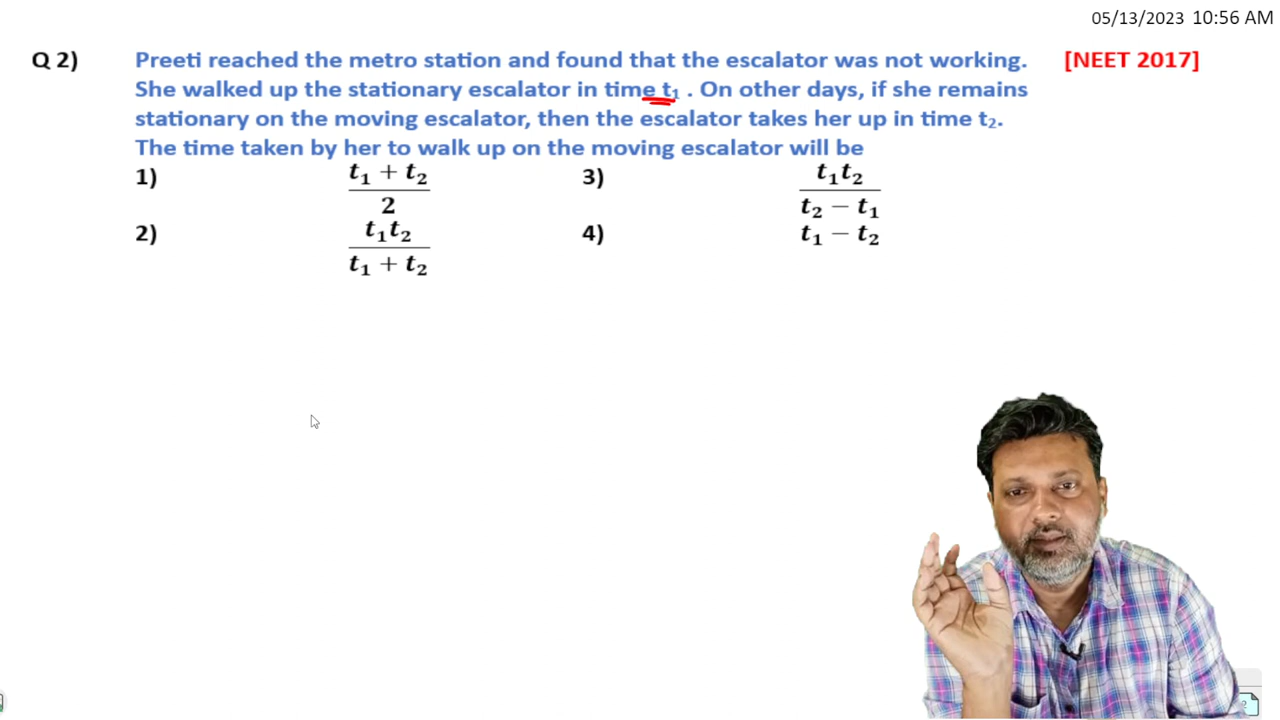 05/13/2023 10:56 AM
Q 2) Preeti reached the metro station and found that the escalator was not working. [NEET 2017]
She walked up the stationary escalator in time t₁ . On other days, if she remains
stationary on the moving escalator, then the escalator takes her up in time t₂.
The time taken by her to walk up on the moving escalator will be
1) (t₁ + t₂)/2 3) t₁t₂/(t₂ − t₁)
2) t₁t₂/(t₁ + t₂) 4) t₁ − t₂